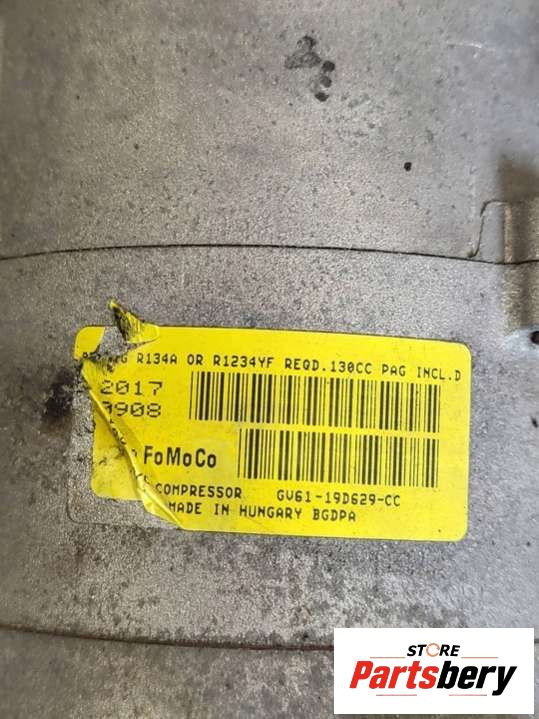 R134A OR R1234YF REQD.130CC PAG INCL.D
2017
0908
FoMoCo
COMPRESSOR GV61-19D629-CC
MADE IN HUNGARY BGDPA
STORE
Partsbery